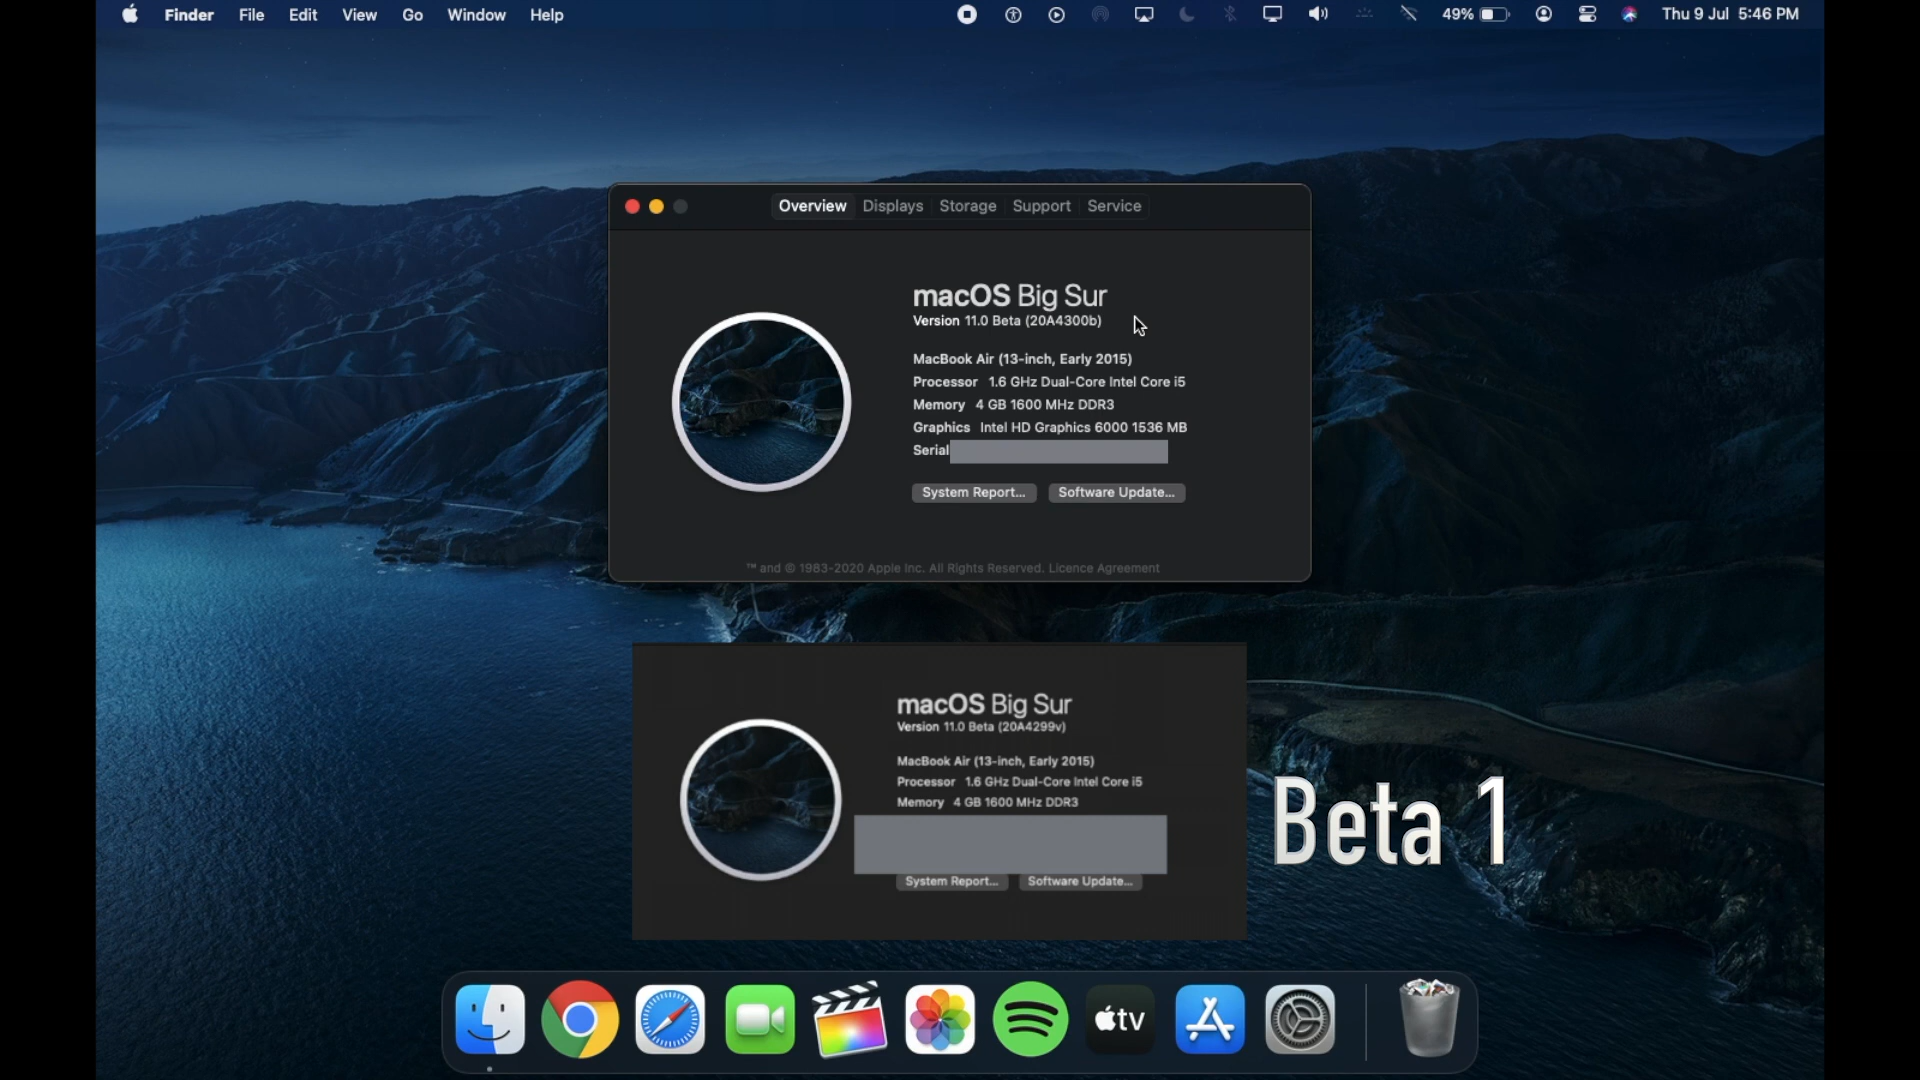 Finder File Edit View Go Window Help 49% Thu 9 Jul 5:46 PM
Overview Displays Storage Support Service
macOS Big Sur
Version 11.0 Beta (20A4300b)
MacBook Air (13-inch, Early 2015)
Processor 1.6 GHz Dual-Core Intel Core i5
Memory 4 GB 1600 MHz DDR3
Graphics Intel HD Graphics 6000 1536 MB
Serial
System Report... Software Update...
™ and © 1983-2020 Apple Inc. All Rights Reserved. Licence Agreement
macOS Big Sur
Version 11.0 Beta (20A4299v)
MacBook Air (13-inch, Early 2015)
Processor 1.6 GHz Dual-Core Intel Core i5
Memory 4 GB 1600 MHz DDR3
System Report... Software Update...
Beta 1
tv